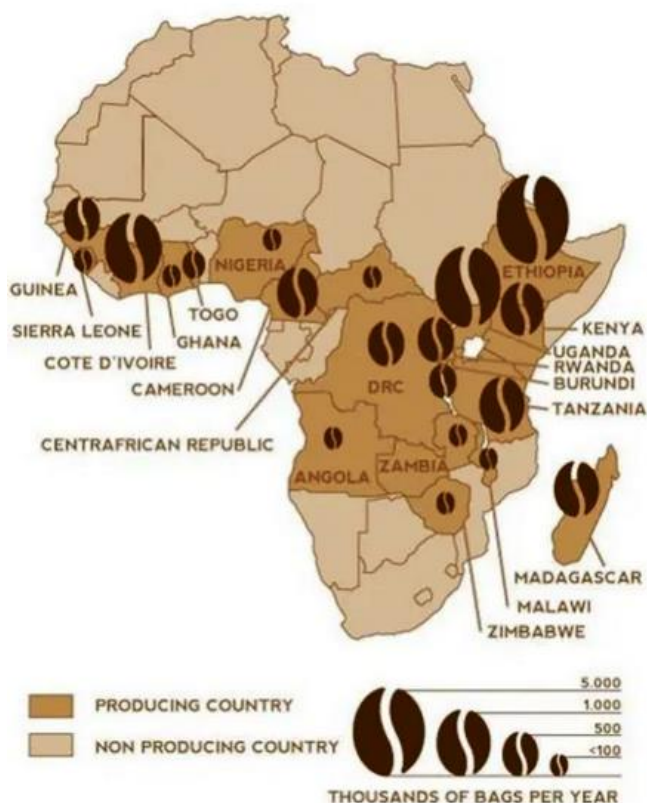 NIGERIA
ETHIOPIA
GUINEA
TOGO
SIERRA LEONE
GHANA
KENYA
COTE D'IVOIRE
UGANDA
RWANDA
CAMEROON
BURUNDI
DRC
TANZANIA
CENTRAFRICAN REPUBLIC
ANGOLA
ZAMBIA
MADAGASCAR
MALAWI
ZIMBABWE
PRODUCING COUNTRY
NON PRODUCING COUNTRY
5.000
1.000
500
<100
THOUSANDS OF BAGS PER YEAR